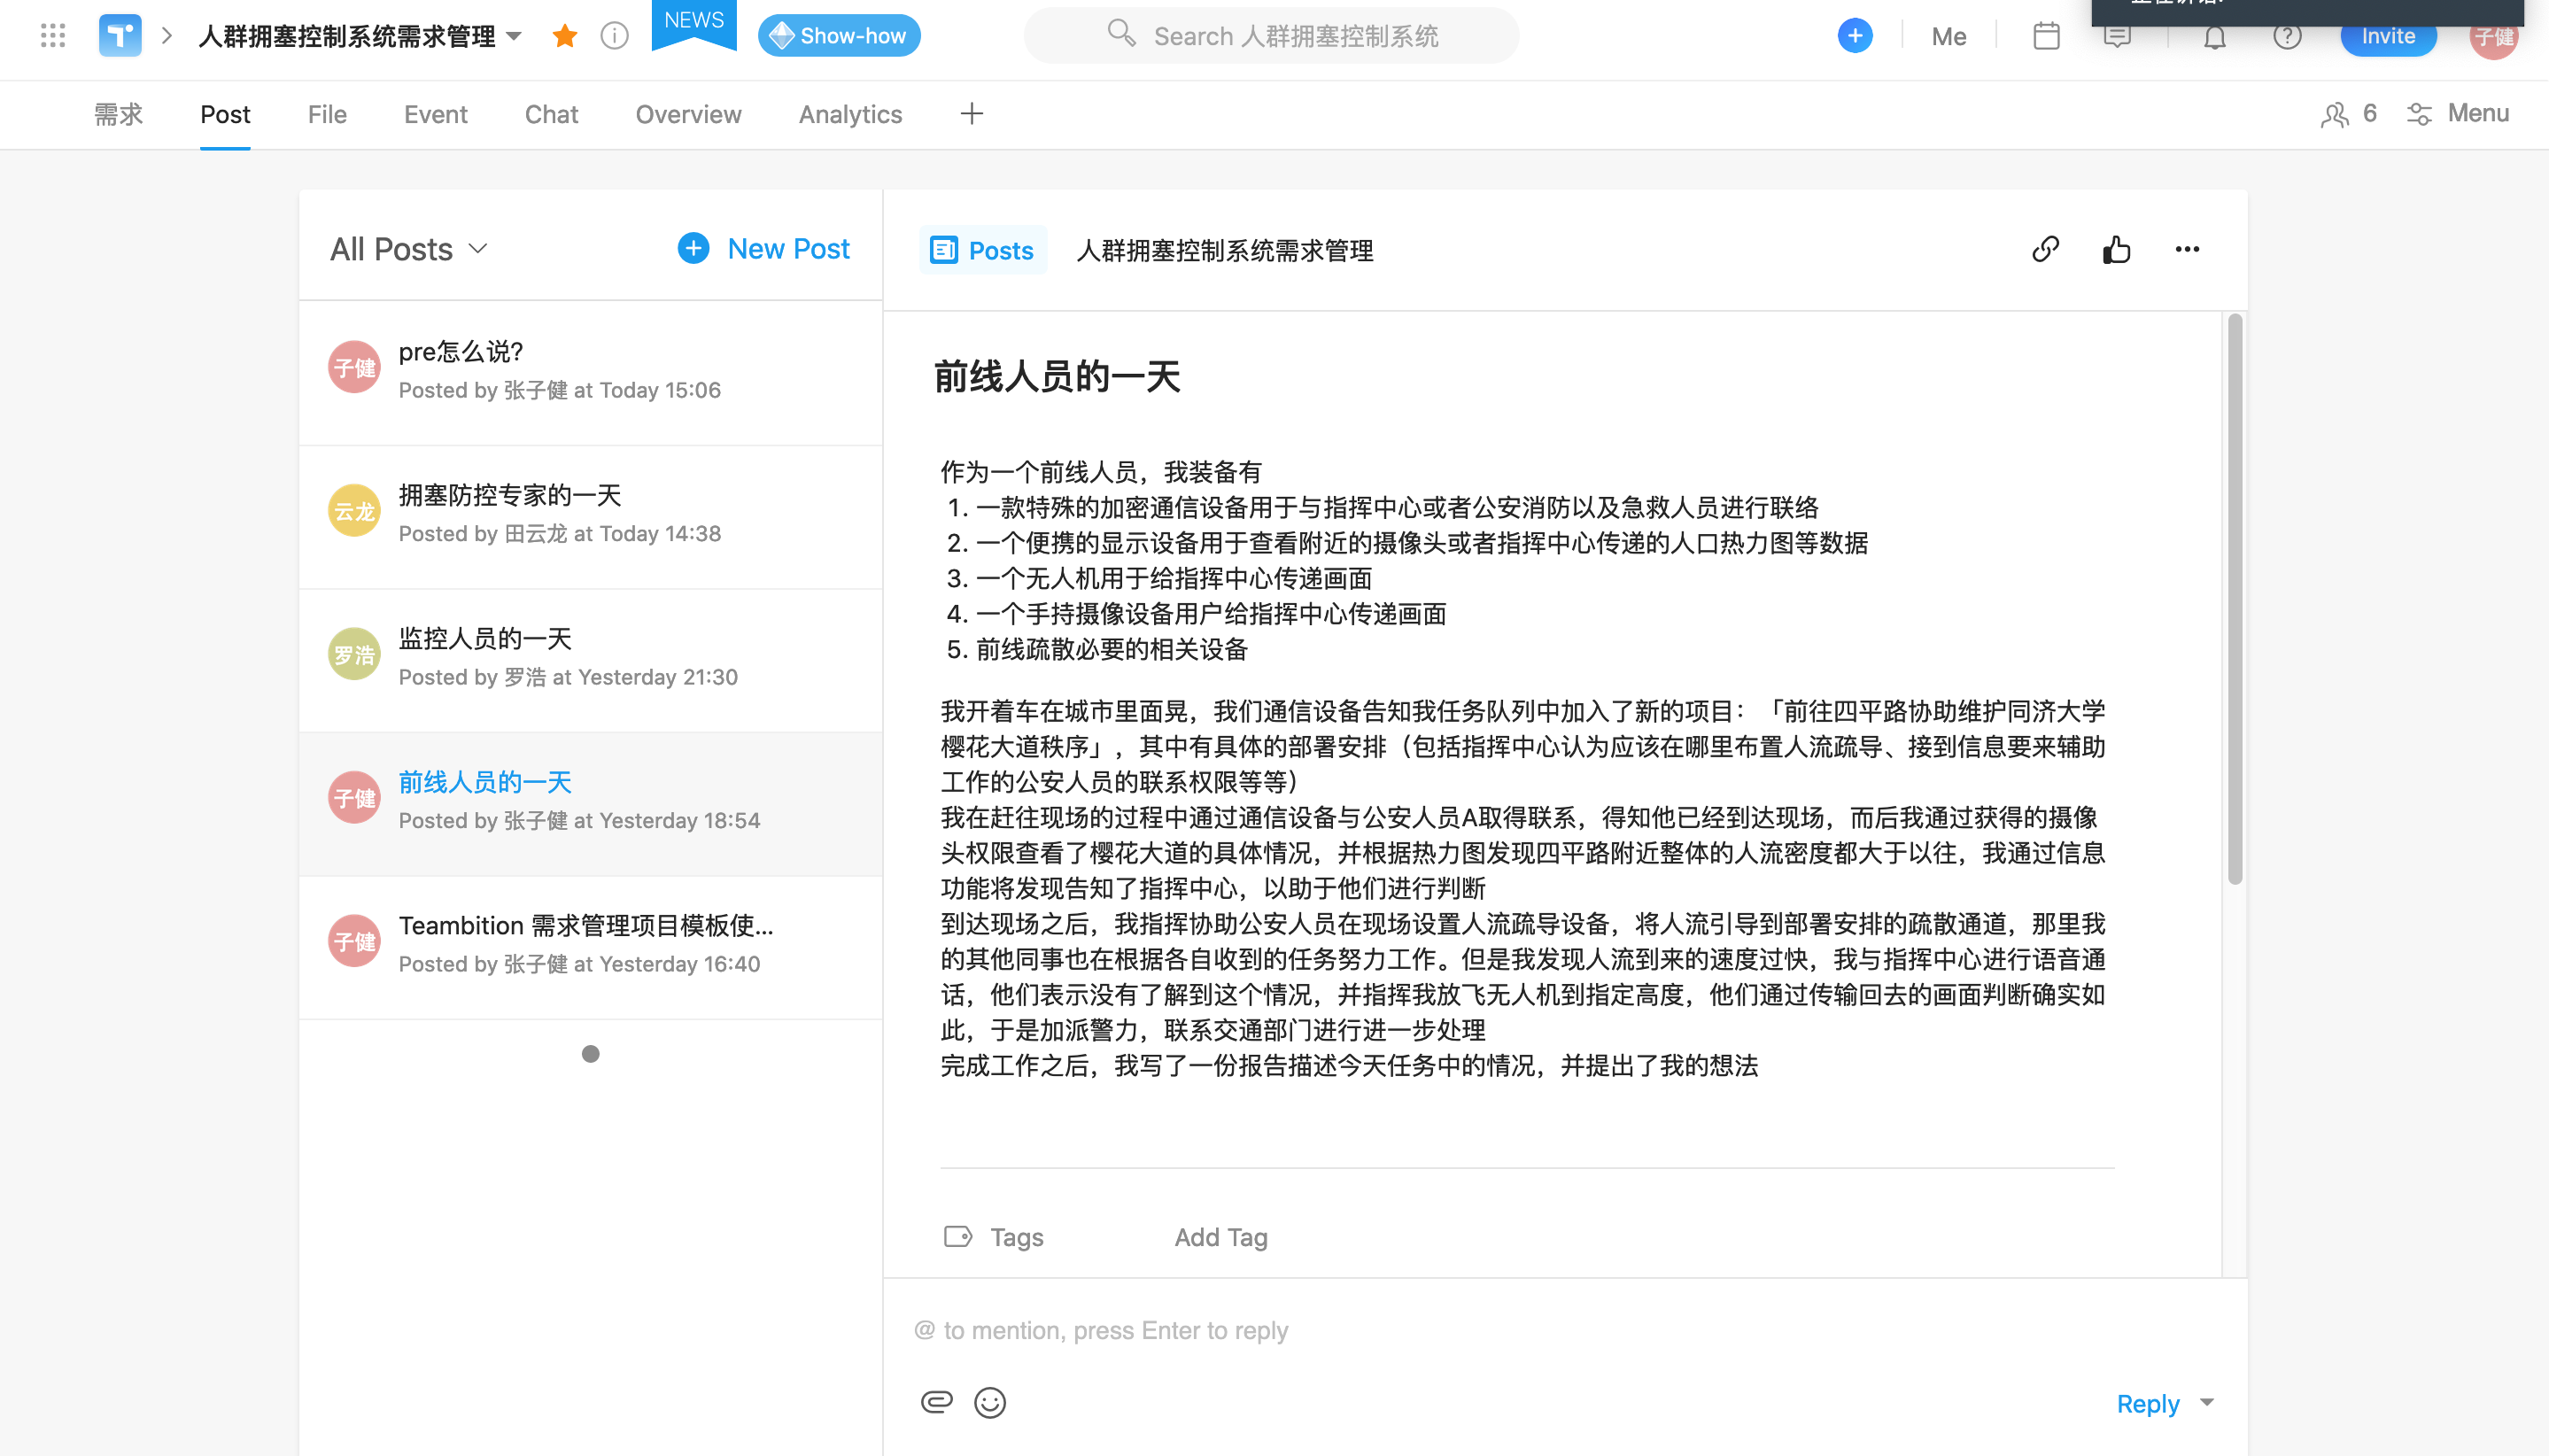 人群拥塞控制系统需求管理
NEWS
Show-how
Search 人群拥塞控制系统
Me
Invite
子健
需求
Post
File
Event
Chat
Overview
Analytics
6
Menu
All Posts
New Post
子健
pre怎么说?
Posted by 张子健 at Today 15:06
云龙
拥塞防控专家的一天
Posted by 田云龙 at Today 14:38
罗浩
监控人员的一天
Posted by 罗浩 at Yesterday 21:30
子健
前线人员的一天
Posted by 张子健 at Yesterday 18:54
子健
Teambition 需求管理项目模板使...
Posted by 张子健 at Yesterday 16:40
Posts
人群拥塞控制系统需求管理
前线人员的一天
作为一个前线人员，我装备有
1. 一款特殊的加密通信设备用于与指挥中心或者公安消防以及急救人员进行联络
2. 一个便携的显示设备用于查看附近的摄像头或者指挥中心传递的人口热力图等数据
3. 一个无人机用于给指挥中心传递画面
4. 一个手持摄像设备用户给指挥中心传递画面
5. 前线疏散必要的相关设备
我开着车在城市里面晃，我们通信设备告知我任务队列中加入了新的项目：「前往四平路协助维护同济大学
樱花大道秩序」，其中有具体的部署安排（包括指挥中心认为应该在哪里布置人流疏导、接到信息要来辅助
工作的公安人员的联系权限等等）
我在赶往现场的过程中通过通信设备与公安人员A取得联系，得知他已经到达现场，而后我通过获得的摄像
头权限查看了樱花大道的具体情况，并根据热力图发现四平路附近整体的人流密度都大于以往，我通过信息
功能将发现告知了指挥中心，以助于他们进行判断
到达现场之后，我指挥协助公安人员在现场设置人流疏导设备，将人流引导到部署安排的疏散通道，那里我
的其他同事也在根据各自收到的任务努力工作。但是我发现人流到来的速度过快，我与指挥中心进行语音通
话，他们表示没有了解到这个情况，并指挥我放飞无人机到指定高度，他们通过传输回去的画面判断确实如
此，于是加派警力，联系交通部门进行进一步处理
完成工作之后，我写了一份报告描述今天任务中的情况，并提出了我的想法
Tags
Add Tag
@ to mention, press Enter to reply
Reply